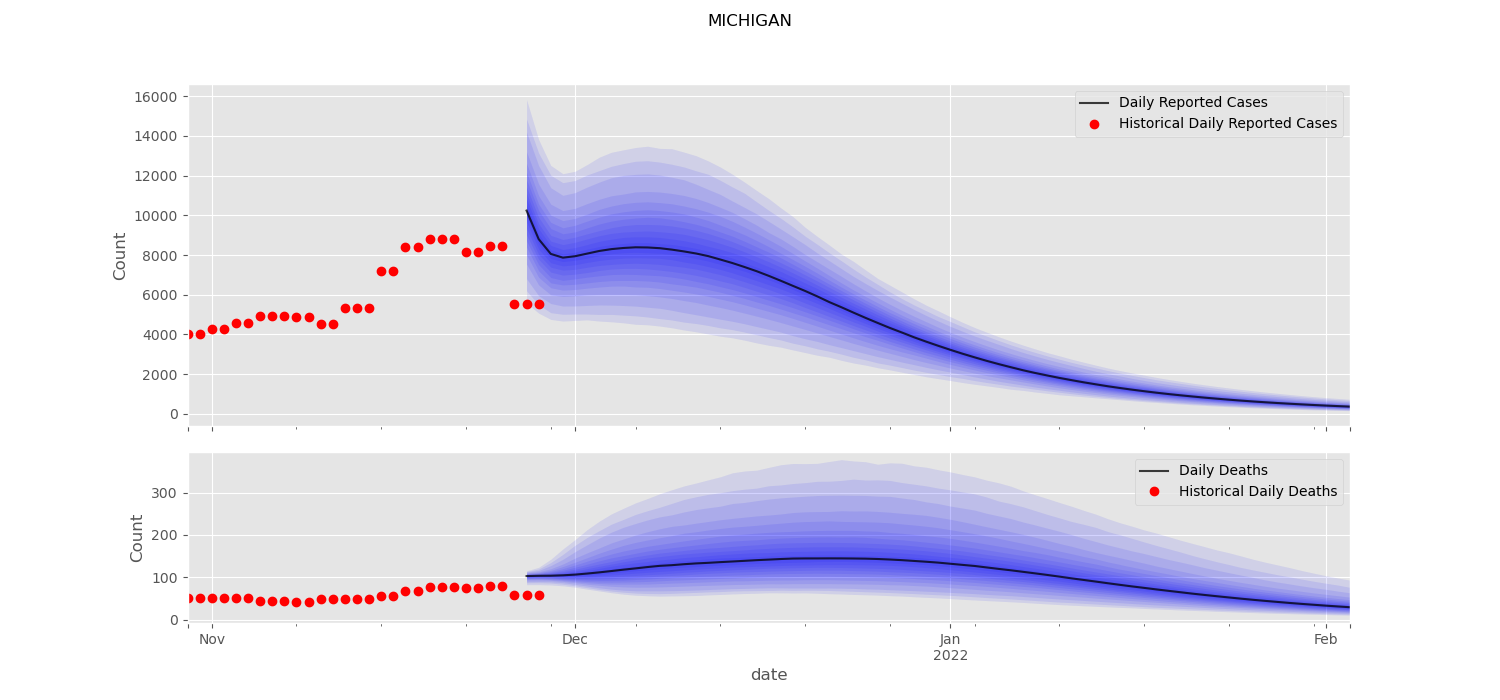 MICHIGAN
16000
14000
12000
10000
8000
6000
4000
2000
0
Count
Daily Reported Cases
Historical Daily Reported Cases
300
200
100
0
Count
Daily Deaths
Historical Daily Deaths
Nov
Dec
Jan
2022
Feb
date